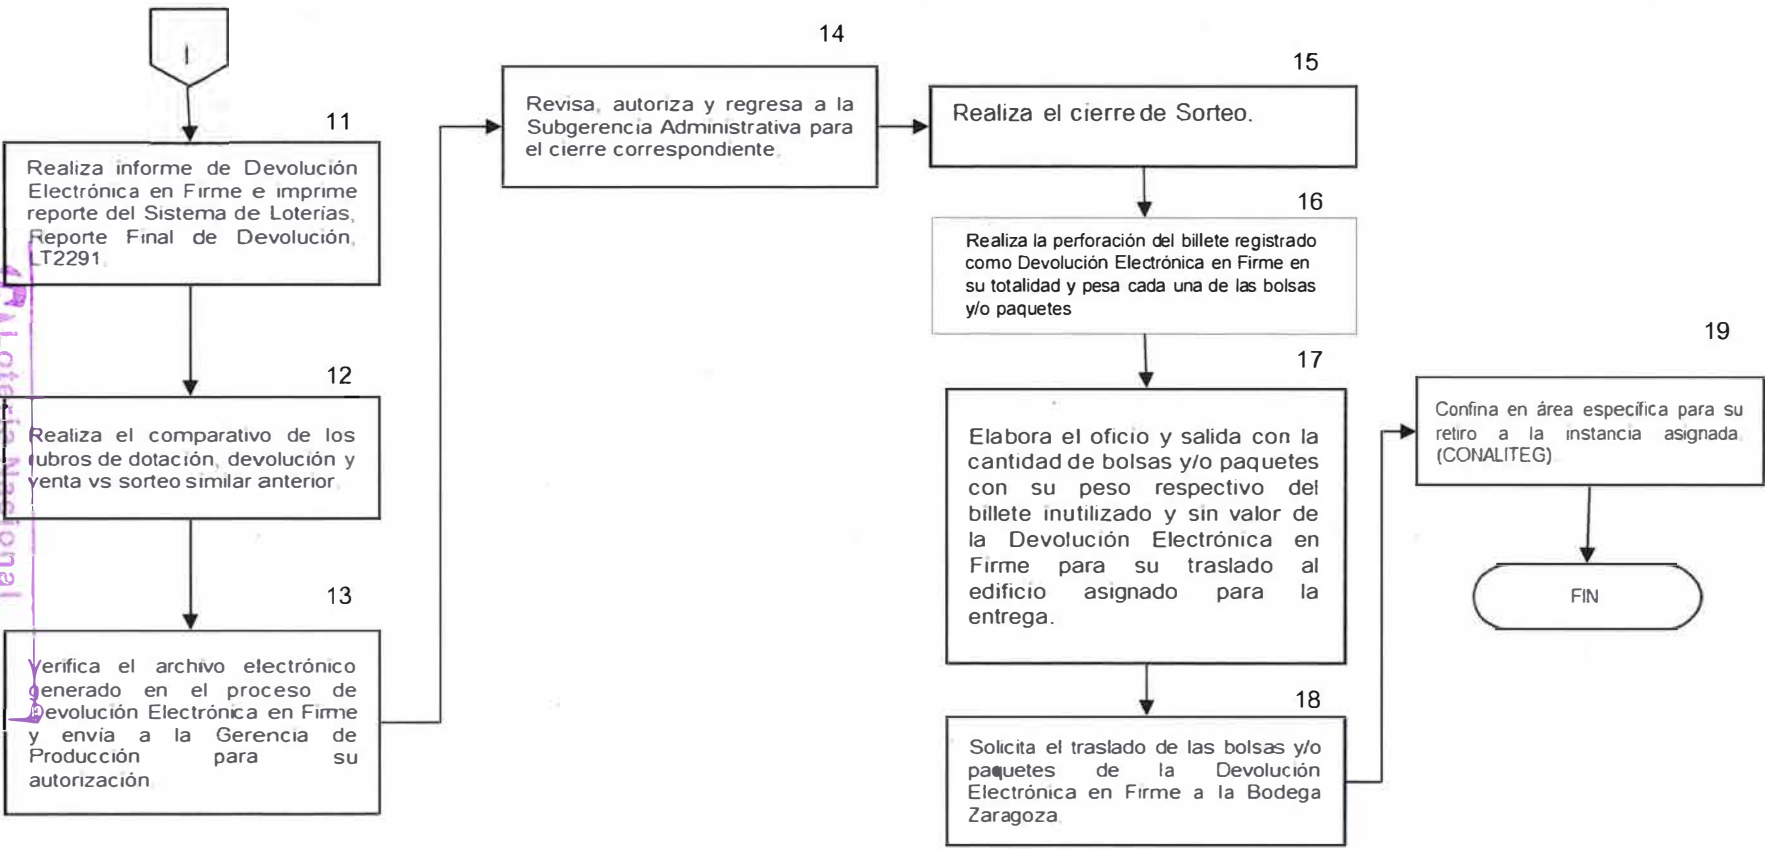 I
11
Realiza informe de Devolución
Electrónica en Firme e imprime
reporte del Sistema de Loterías,
Reporte Final de Devolución,
LT2291.
12
Realiza el comparativo de los
rubros de dotación, devolución y
venta vs sorteo similar anterior.
13
Verifica el archivo electrónico
generado en el proceso de
Devolución Electrónica en Firme
y envía a la Gerencia de
Producción para su
autorización.
Lotería Nacional
14
Revisa, autoriza y regresa a la
Subgerencia Administrativa para
el cierre correspondiente.
15
Realiza el cierre de Sorteo.
16
Realiza la perforación del billete registrado
como Devolución Electrónica en Firme en
su totalidad y pesa cada una de las bolsas
y/o paquetes
17
Elabora el oficio y salida con la
cantidad de bolsas y/o paquetes
con su peso respectivo del
billete inutilizado y sin valor de
la Devolución Electrónica en
Firme para su traslado al
edificio asignado para la
entrega.
18
Solicita el traslado de las bolsas y/o
paquetes de la Devolución
Electrónica en Firme a la Bodega
Zaragoza.
19
Confina en área específica para su
retiro a la instancia asignada.
(CONALITEG).
FIN